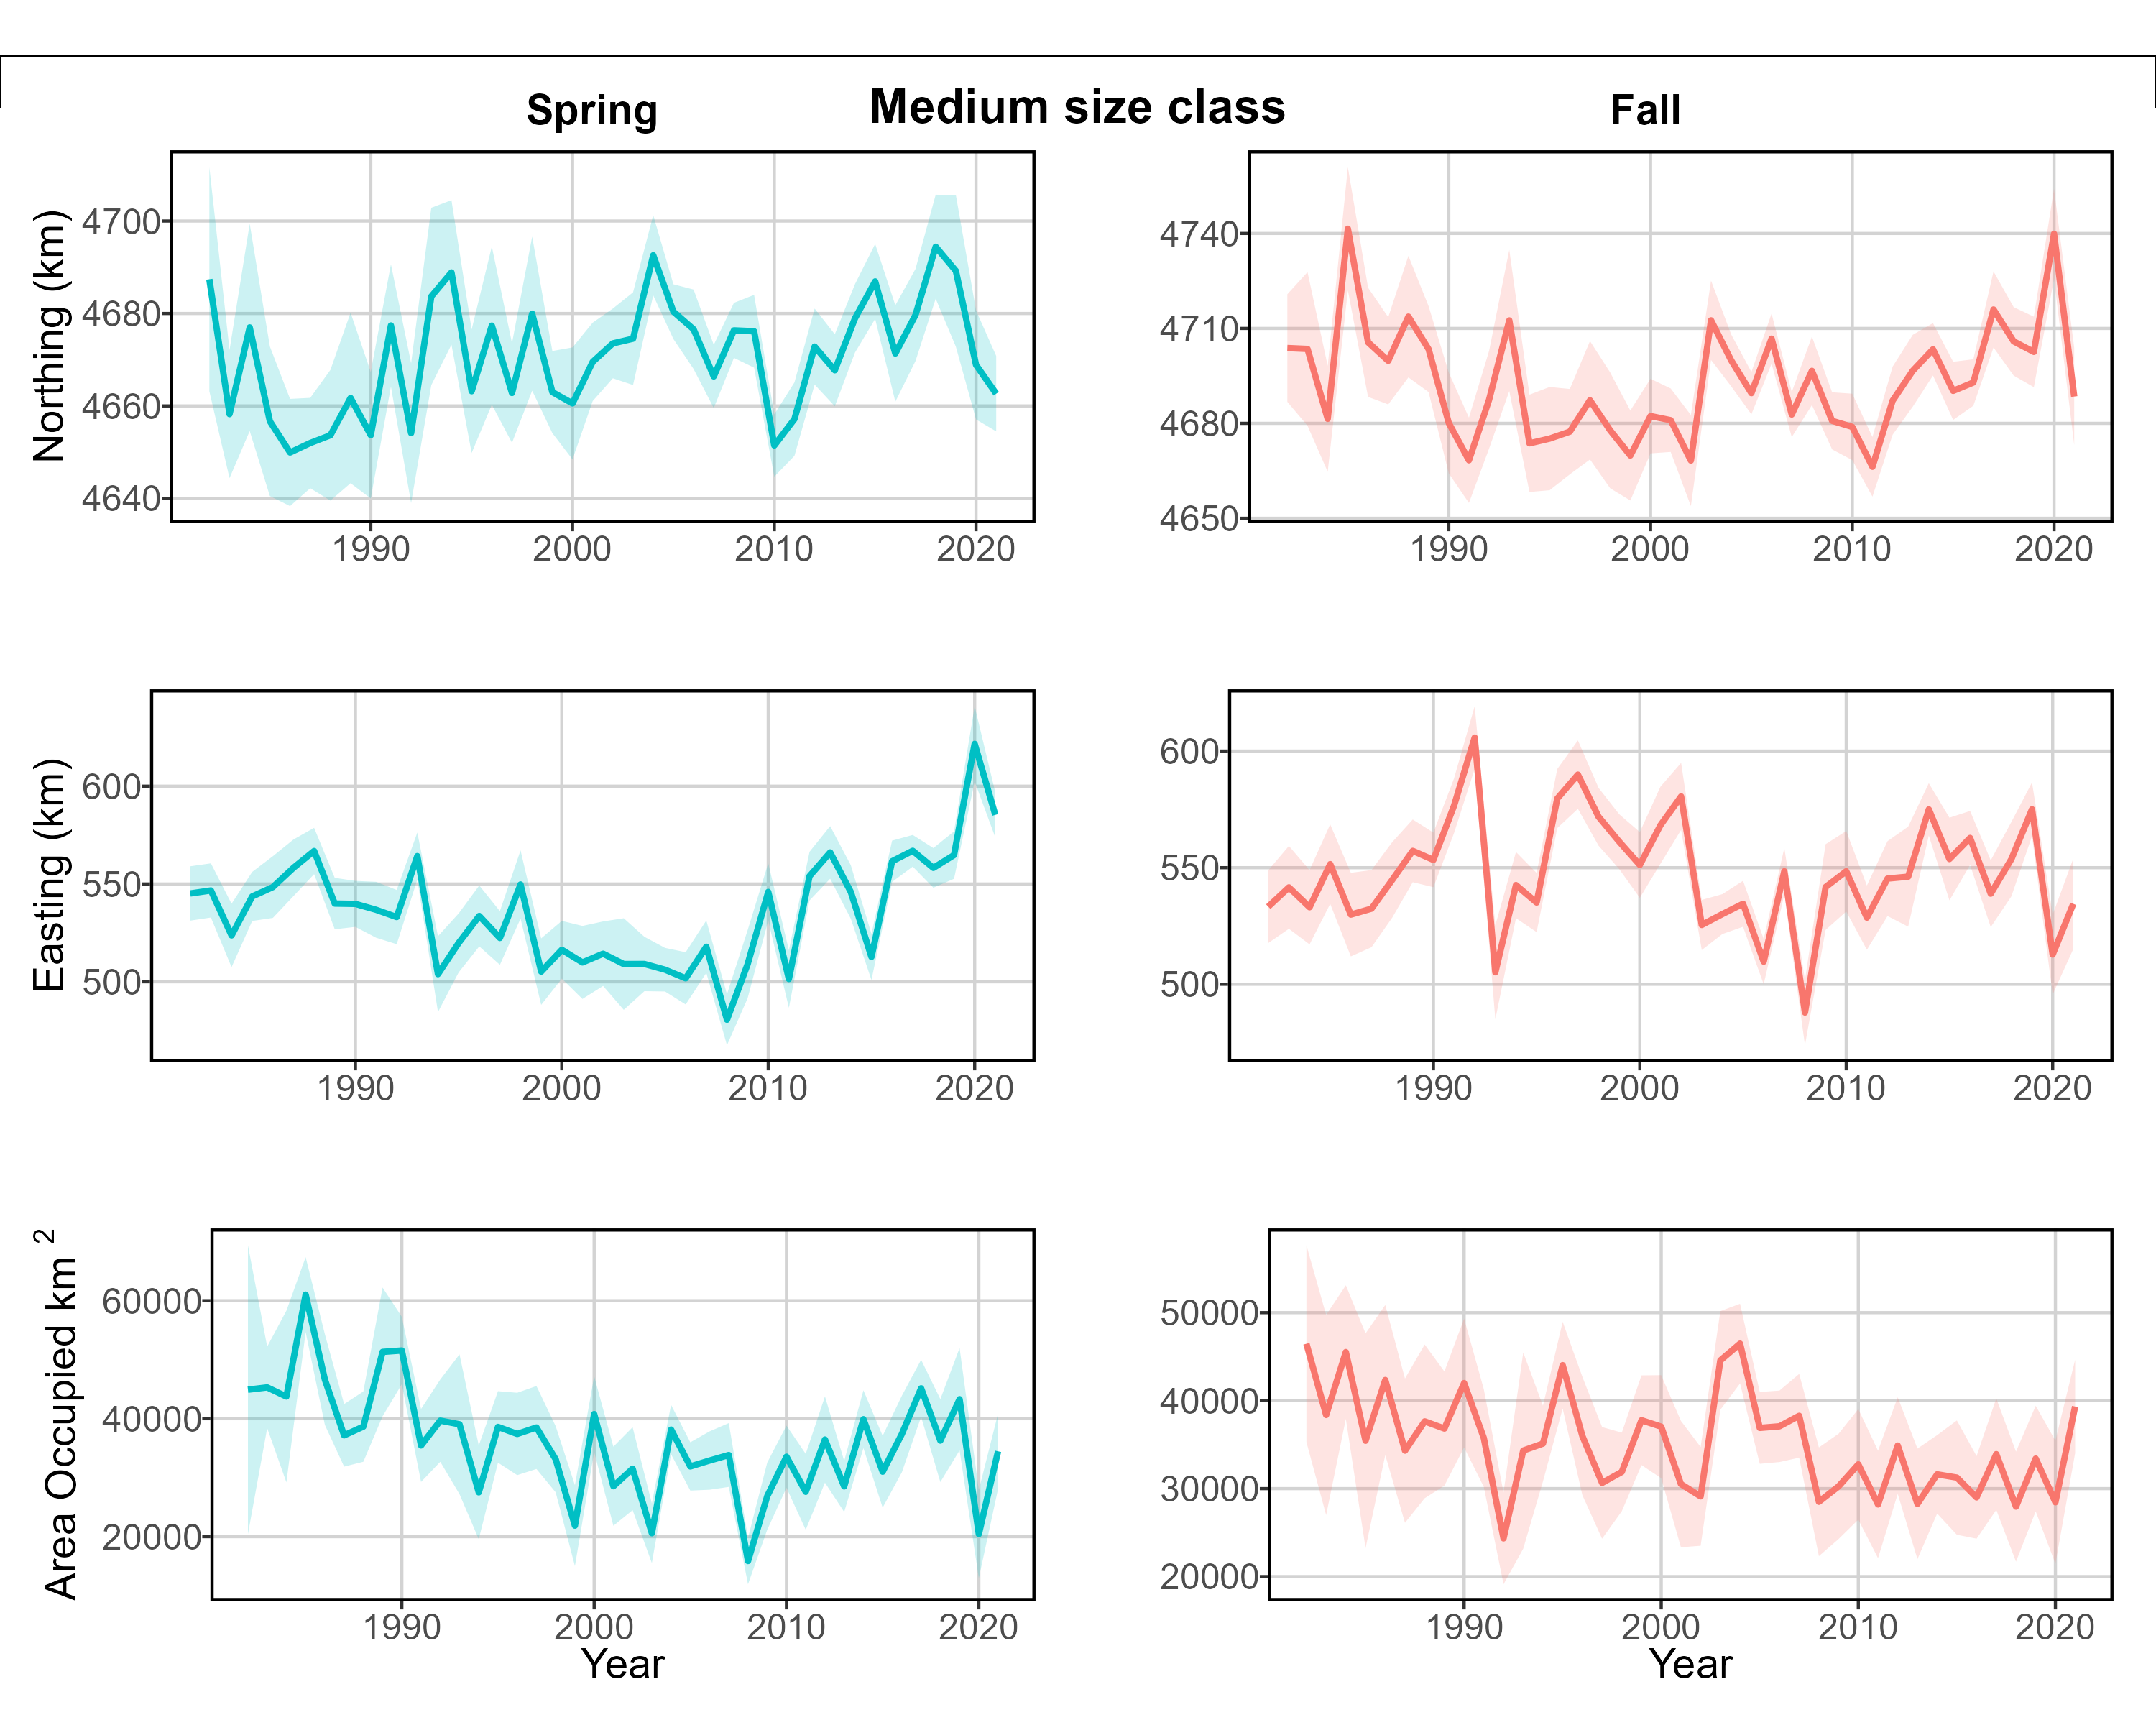 Spring Medium size class Fall
Northing (km)
4700
4680
4660
4640
1990 2000 2010 2020
4740
4710
4680
4650
1990 2000 2010 2020
Easting (km)
600
550
500
1990 2000 2010 2020
600
550
500
1990 2000 2010 2020
Area Occupied km 2
60000
40000
20000
1990 2000 2010 2020
Year
50000
40000
30000
20000
1990 2000 2010 2020
Year